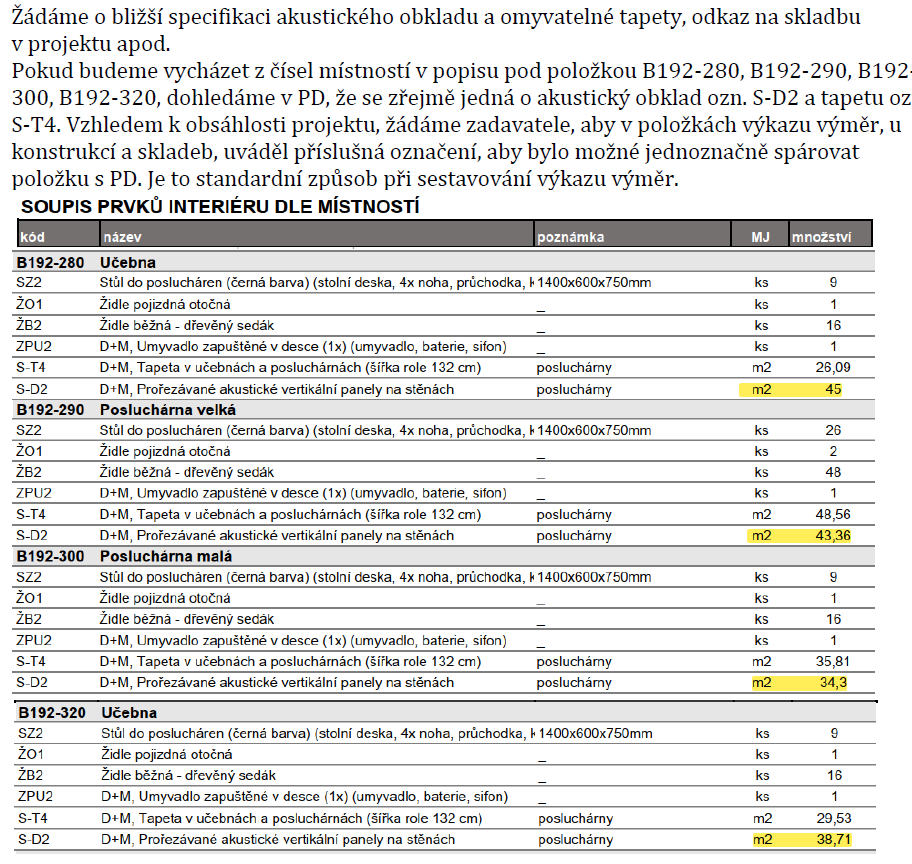 Žádáme o bližší specifikaci akustického obkladu a omyvatelné tapety, odkaz na skladbu
v projektu apod.
Pokud budeme vycházet z čísel místností v popisu pod položkou B192-280, B192-290, B192-
300, B192-320, dohledáme v PD, že se zřejmě jedná o akustický obklad ozn. S-D2 a tapetu oz
S-T4. Vzhledem k obsáhlosti projektu, žádáme zadavatele, aby v položkách výkazu výměr, u
konstrukcí a skladeb, uváděl příslušná označení, aby bylo možné jednoznačně spárovat
položku s PD. Je to standardní způsob při sestavování výkazu výměr.
SOUPIS PRVKŮ INTERIÉRU DLE MÍSTNOSTÍ
kód název poznámka MJ množství
B192-280 Učebna
SZ2 Stůl do poslucháren (černá barva) (stolní deska, 4x noha, průchodka, k 1400x600x750mm ks 9
ŽO1 Židle pojizdná otočná _ ks 1
ŽB2 Židle běžná - dřevěný sedák _ ks 16
ZPU2 D+M, Umyvadlo zapuštěné v desce (1x) (umyvadlo, baterie, sifon) _ ks 1
S-T4 D+M, Tapeta v učebnách a posluchárnách (šířka role 132 cm) posluchárny m2 26,09
S-D2 D+M, Prořezávané akustické vertikální panely na stěnách posluchárny m2 45
B192-290 Posluchárna velká
SZ2 Stůl do poslucháren (černá barva) (stolní deska, 4x noha, průchodka, k 1400x600x750mm ks 26
ŽO1 Židle pojizdná otočná _ ks 2
ŽB2 Židle běžná - dřevěný sedák _ ks 48
ZPU2 D+M, Umyvadlo zapuštěné v desce (1x) (umyvadlo, baterie, sifon) _ ks 1
S-T4 D+M, Tapeta v učebnách a posluchárnách (šířka role 132 cm) posluchárny m2 48,56
S-D2 D+M, Prořezávané akustické vertikální panely na stěnách posluchárny m2 43,36
B192-300 Posluchárna malá
SZ2 Stůl do poslucháren (černá barva) (stolní deska, 4x noha, průchodka, k 1400x600x750mm ks 9
ŽO1 Židle pojizdná otočná _ ks 1
ŽB2 Židle běžná - dřevěný sedák _ ks 16
ZPU2 D+M, Umyvadlo zapuštěné v desce (1x) (umyvadlo, baterie, sifon) _ ks 1
S-T4 D+M, Tapeta v učebnách a posluchárnách (šířka role 132 cm) posluchárny m2 35,81
S-D2 D+M, Prořezávané akustické vertikální panely na stěnách posluchárny m2 34,3
B192-320 Učebna
SZ2 Stůl do poslucháren (černá barva) (stolní deska, 4x noha, průchodka, k 1400x600x750mm ks 9
ŽO1 Židle pojizdná otočná _ ks 1
ŽB2 Židle běžná - dřevěný sedák _ ks 16
ZPU2 D+M, Umyvadlo zapuštěné v desce (1x) (umyvadlo, baterie, sifon) _ ks 1
S-T4 D+M, Tapeta v učebnách a posluchárnách (šířka role 132 cm) posluchárny m2 29,53
S-D2 D+M, Prořezávané akustické vertikální panely na stěnách posluchárny m2 38,71